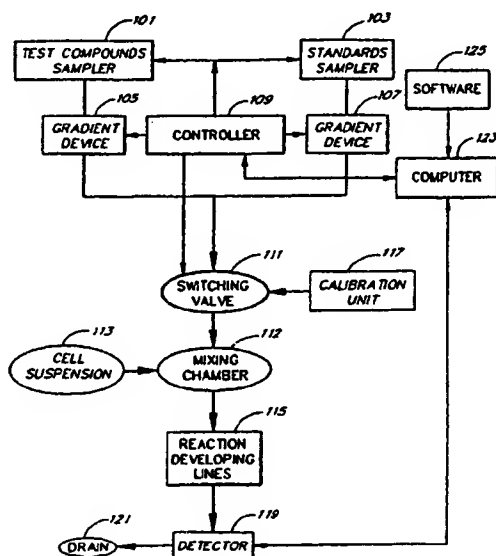 101
TEST COMPOUNDS
SAMPLER
103
STANDARDS
SAMPLER
125
SOFTWARE
105
GRADIENT
DEVICE
109
CONTROLLER
107
GRADIENT
DEVICE
123
COMPUTER
111
SWITCHING
VALVE
117
CALIBRATION
UNIT
113
CELL
SUSPENSION
112
MIXING
CHAMBER
115
REACTION
DEVELOPING
LINES
121
DRAIN
119
DETECTOR